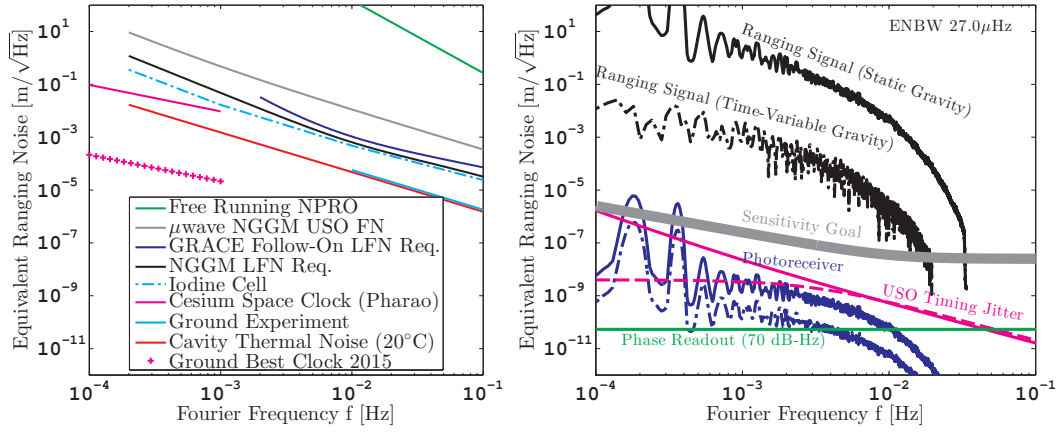 Equivalent Ranging Noise [m/√Hz]
10^1
10^-1
10^-3
10^-5
10^-7
10^-9
10^-11
Free Running NPRO
μwave NGGM USO FN
GRACE Follow-On LFN Req.
NGGM LFN Req.
Iodine Cell
Cesium Space Clock (Pharao)
Ground Experiment
Cavity Thermal Noise (20°C)
Ground Best Clock 2015
10^-4
10^-3
10^-2
10^-1
Fourier Frequency f [Hz]
Equivalent Ranging Noise [m/√Hz]
10^1
10^-1
10^-3
10^-5
10^-7
10^-9
10^-11
ENBW 27.0μHz
Ranging Signal (Static Gravity)
Ranging Signal (Time-Variable Gravity)
Sensitivity Goal
Photoreceiver
USO Timing Jitter
Phase Readout (70 dB-Hz)
10^-4
10^-3
10^-2
10^-1
Fourier Frequency f [Hz]